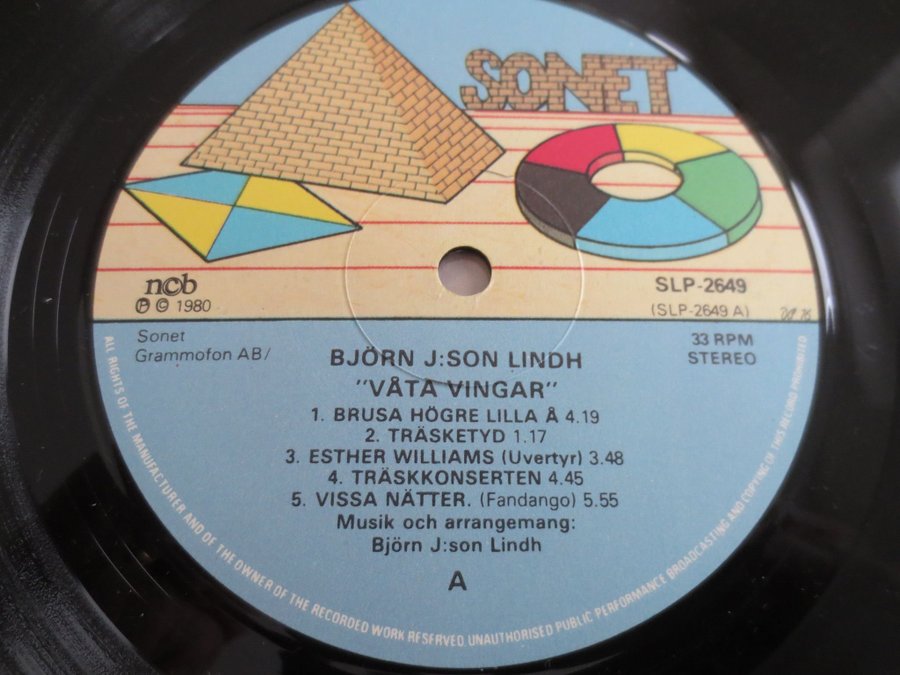 SONET
ncb
℗ © 1980
SLP-2649
(SLP-2649 A)
Sonet
Grammofon AB/
33 RPM
STEREO
BJÖRN J:SON LINDH
"VÅTA VINGAR"
1. BRUSA HÖGRE LILLA Å 4.19
2. TRÄSKETYD 1.17
3. ESTHER WILLIAMS (Uvertyr) 3.48
4. TRÄSKKONSERTEN 4.45
5. VISSA NÄTTER. (Fandango) 5.55
Musik och arrangemang:
Björn J:son Lindh
A
ALL RIGHTS OF THE MANUFACTURER AND OF THE OWNER OF THE RECORDED WORK RESERVED. UNAUTHORISED PUBLIC PERFORMANCE BROADCASTING AND COPYING OF THIS RECORD PROHIBITED